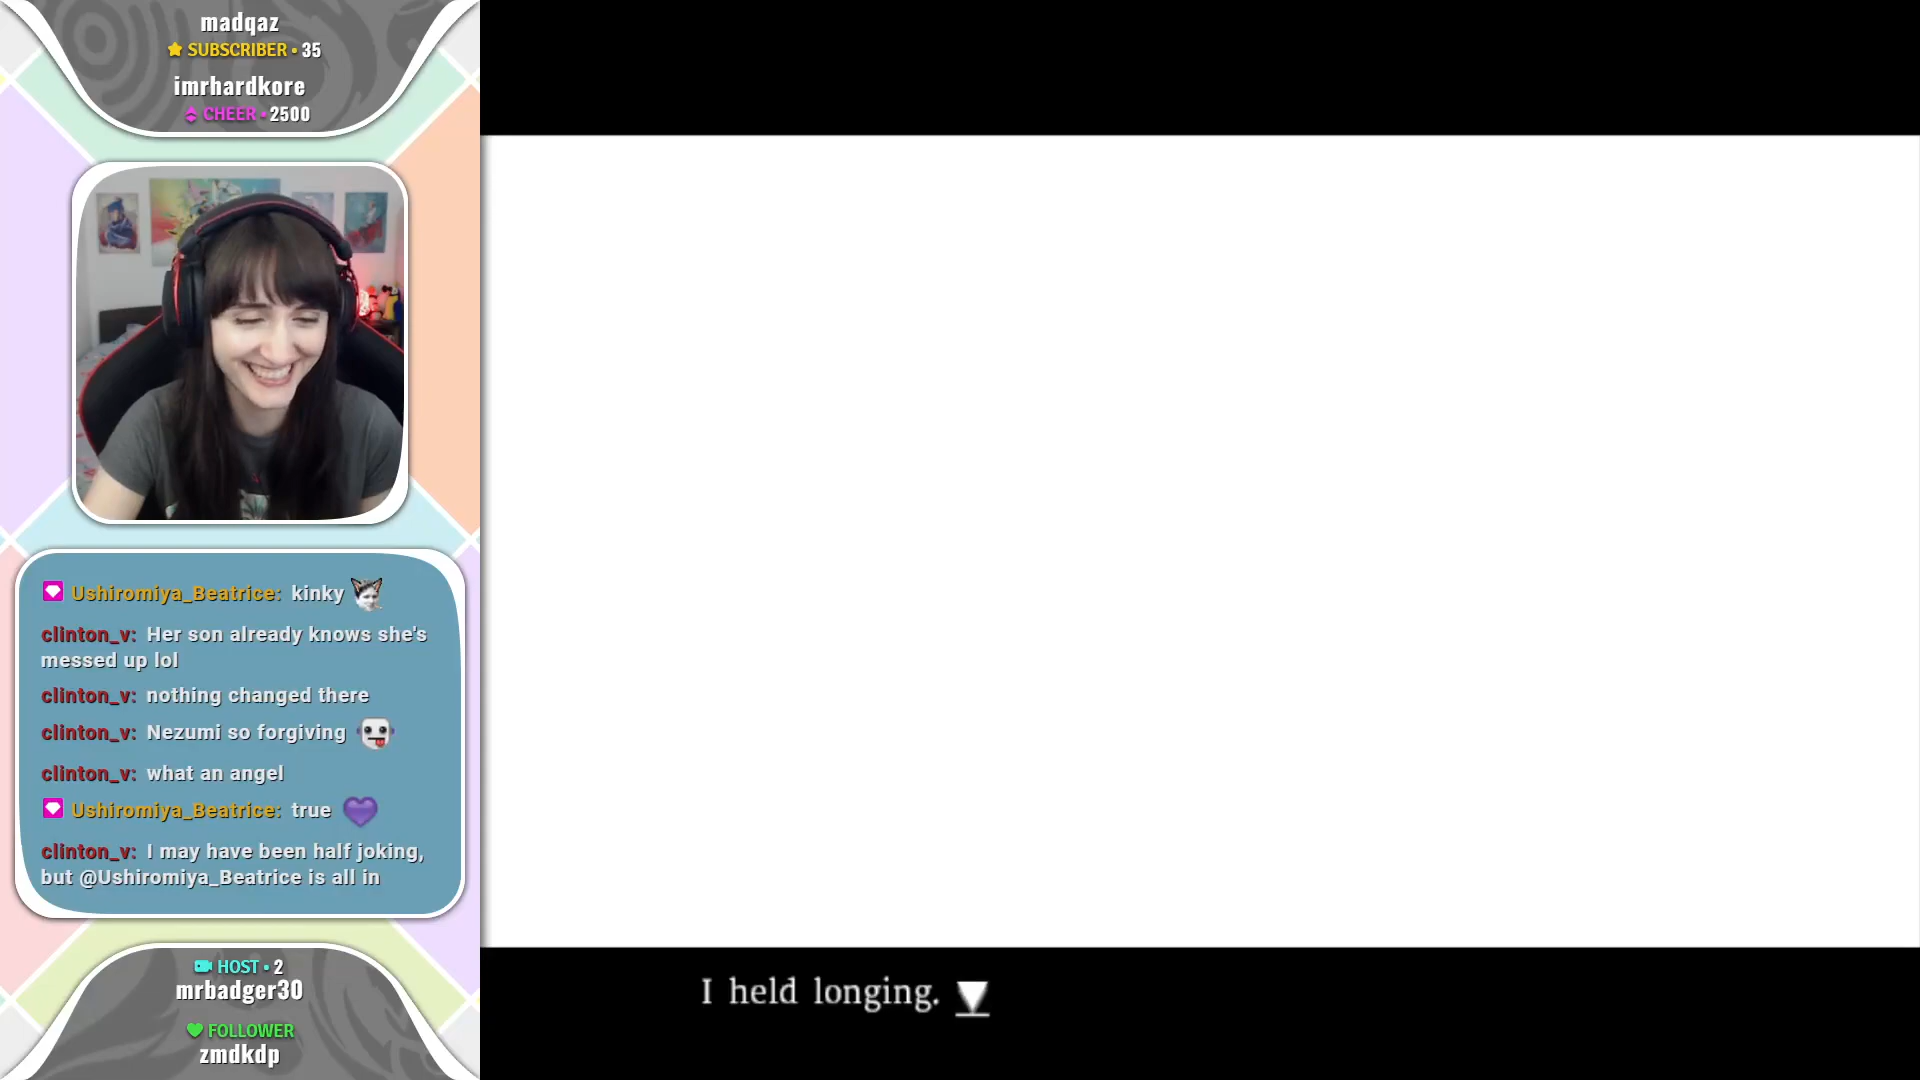 madqaz
SUBSCRIBER • 35
imrhardkore
CHEER • 2500
Ushiromiya_Beatrice: kinky
clinton_v: Her son already knows she's
messed up lol
clinton_v: nothing changed there
clinton_v: Nezumi so forgiving
clinton_v: what an angel
Ushiromiya_Beatrice: true
clinton_v: I may have been half joking,
but @Ushiromiya_Beatrice is all in
HOST • 2
mrbadger30
FOLLOWER
zmdkdp
I held longing.